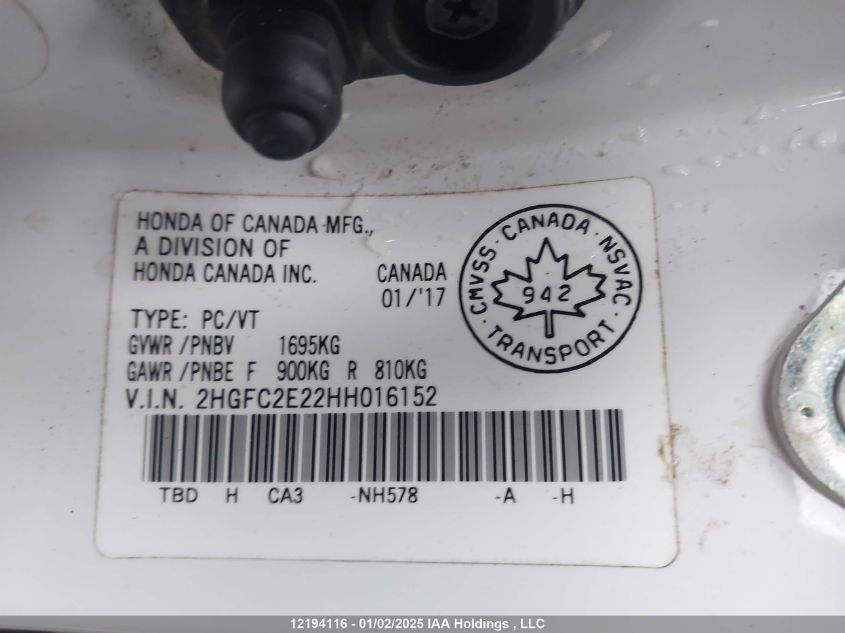 HONDA OF CANADA MFG.,
A DIVISION OF
HONDA CANADA INC.
CANADA
01/'17
CMVSS · CANADA · NSVAC · TRANSPORT ·
942
TYPE: PC/VT
GVWR/PNBV 1695KG
GAWR/PNBE F 900KG R 810KG
V.I.N. 2HGFC2E22HH016152
TBD H CA3 -NH578 -A -H
12194116 - 01/02/2025 IAA Holdings , LLC